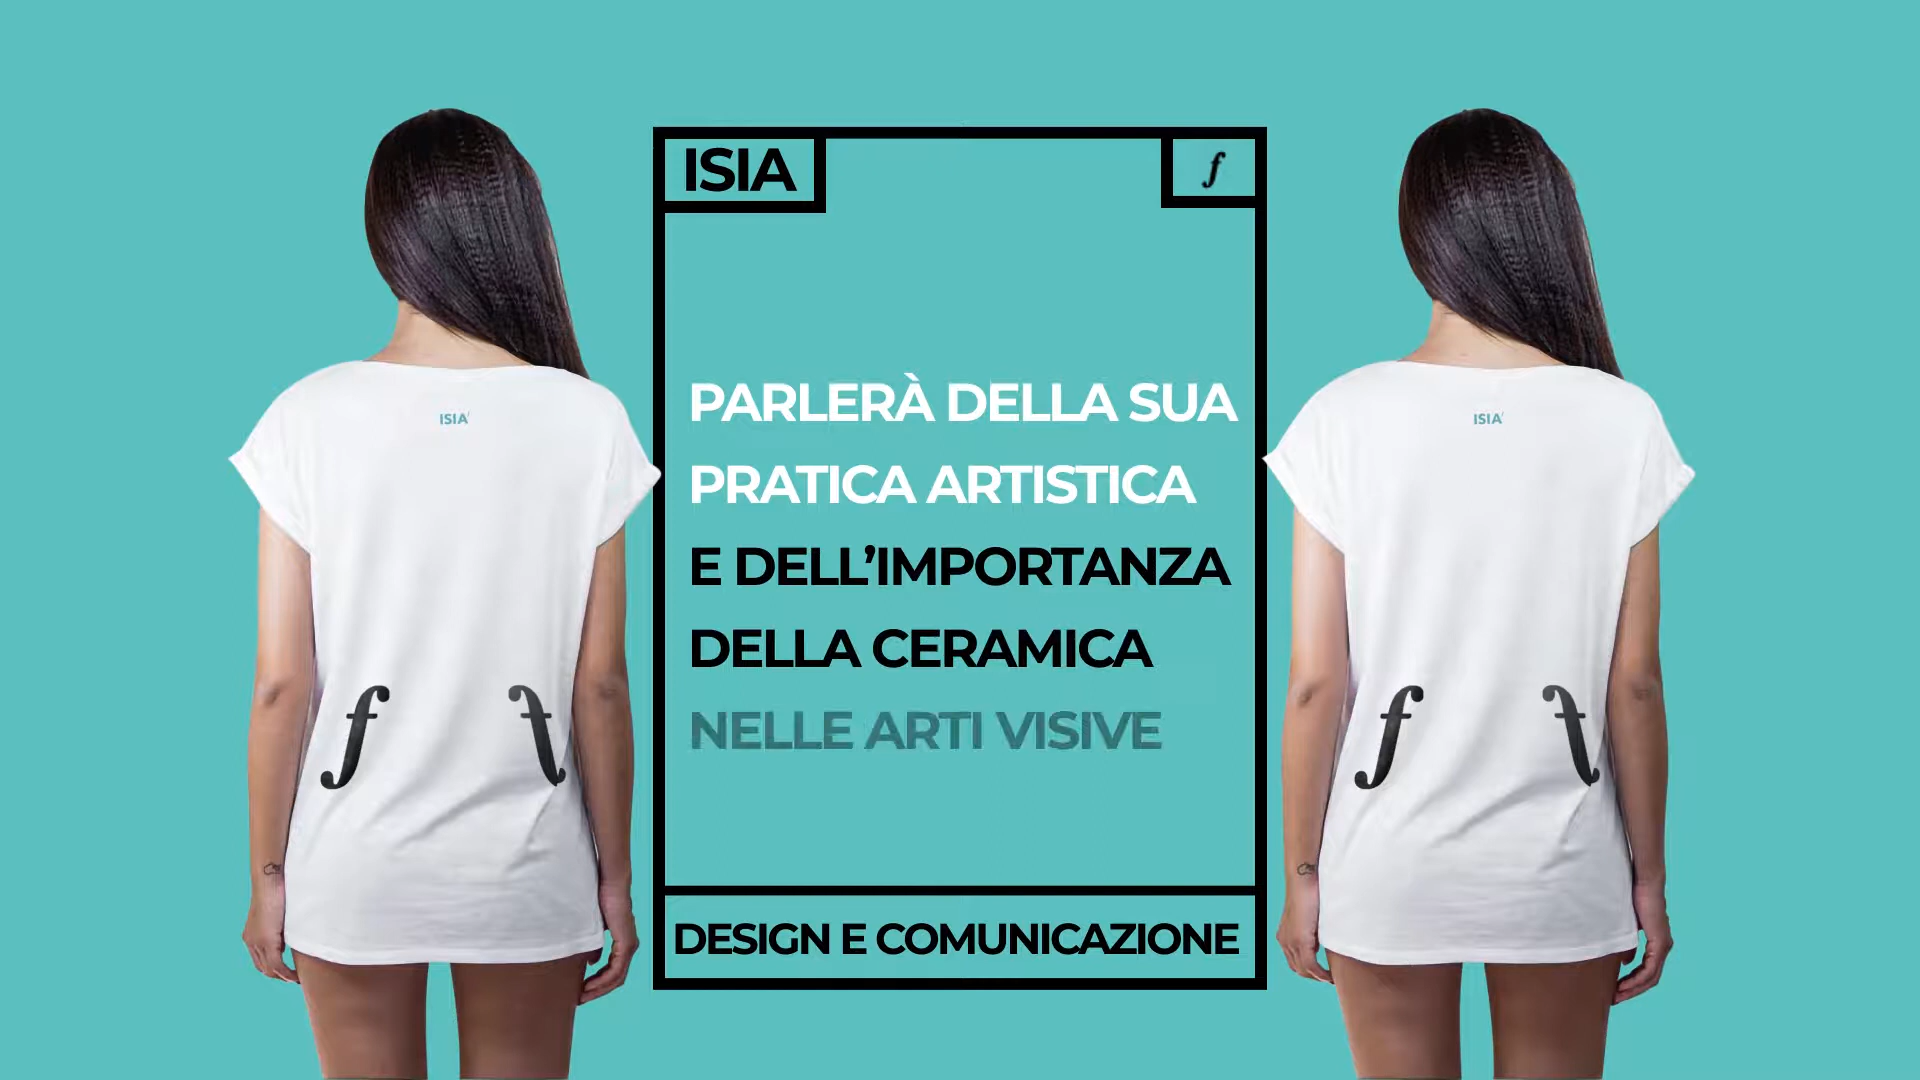 ISIA
f
PARLERÀ DELLA SUA
PRATICA ARTISTICA
E DELL’IMPORTANZA
DELLA CERAMICA
NELLE ARTI VISIVE
DESIGN E COMUNICAZIONE
ISIA
f f
ISIA
f f